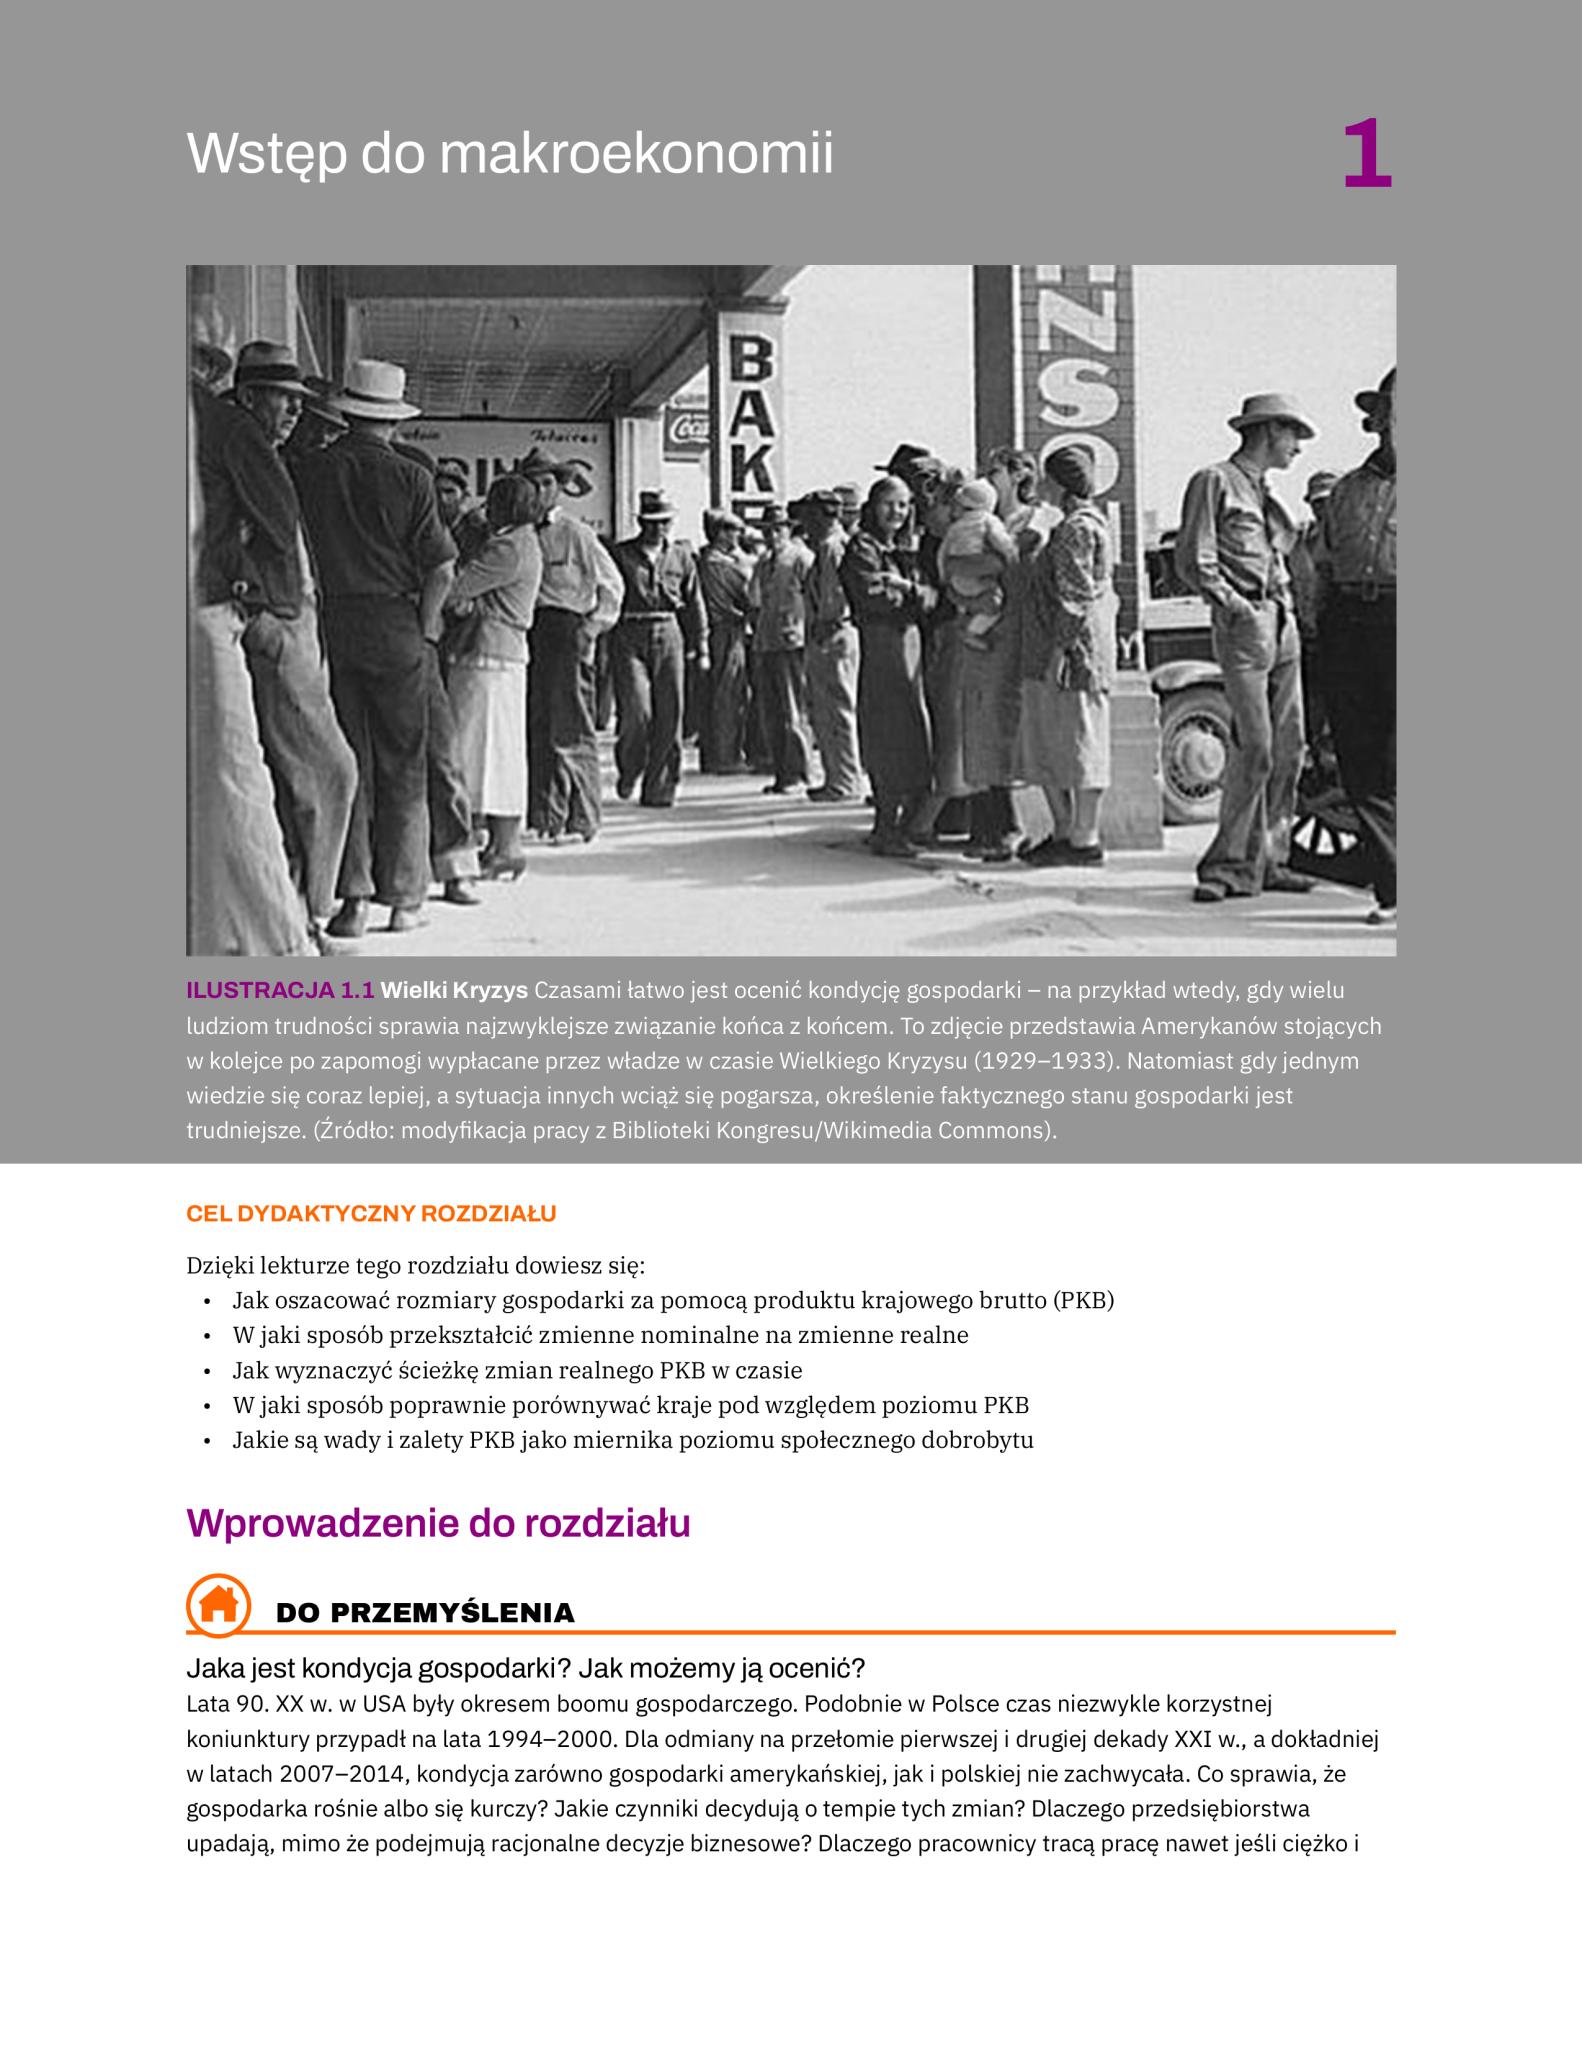 Wstęp do makroekonomii
1
BAKE
Coca
NSO
Tobaccos
ILUSTRACJA 1.1 Wielki Kryzys Czasami łatwo jest ocenić kondycję gospodarki – na przykład wtedy, gdy wielu
ludziom trudności sprawia najzwyklejsze związanie końca z końcem. To zdjęcie przedstawia Amerykanów stojących
w kolejce po zapomogi wypłacane przez władze w czasie Wielkiego Kryzysu (1929–1933). Natomiast gdy jednym
wiedzie się coraz lepiej, a sytuacja innych wciąż się pogarsza, określenie faktycznego stanu gospodarki jest
trudniejsze. (Źródło: modyfikacja pracy z Biblioteki Kongresu/Wikimedia Commons).
CEL DYDAKTYCZNY ROZDZIAŁU
Dzięki lekturze tego rozdziału dowiesz się:
• Jak oszacować rozmiary gospodarki za pomocą produktu krajowego brutto (PKB)
• W jaki sposób przekształcić zmienne nominalne na zmienne realne
• Jak wyznaczyć ścieżkę zmian realnego PKB w czasie
• W jaki sposób poprawnie porównywać kraje pod względem poziomu PKB
• Jakie są wady i zalety PKB jako miernika poziomu społecznego dobrobytu
Wprowadzenie do rozdziału
DO PRZEMYŚLENIA
Jaka jest kondycja gospodarki? Jak możemy ją ocenić?
Lata 90. XX w. w USA były okresem boomu gospodarczego. Podobnie w Polsce czas niezwykle korzystnej
koniunktury przypadł na lata 1994–2000. Dla odmiany na przełomie pierwszej i drugiej dekady XXI w., a dokładniej
w latach 2007–2014, kondycja zarówno gospodarki amerykańskiej, jak i polskiej nie zachwycała. Co sprawia, że
gospodarka rośnie albo się kurczy? Jakie czynniki decydują o tempie tych zmian? Dlaczego przedsiębiorstwa
upadają, mimo że podejmują racjonalne decyzje biznesowe? Dlaczego pracownicy tracą pracę nawet jeśli ciężko i